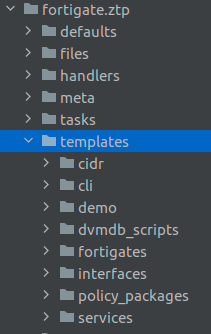 fortigate.ztp
defaults
files
handlers
meta
tasks
templates
cidr
cli
demo
dvmdb_scripts
fortigates
interfaces
policy_packages
services